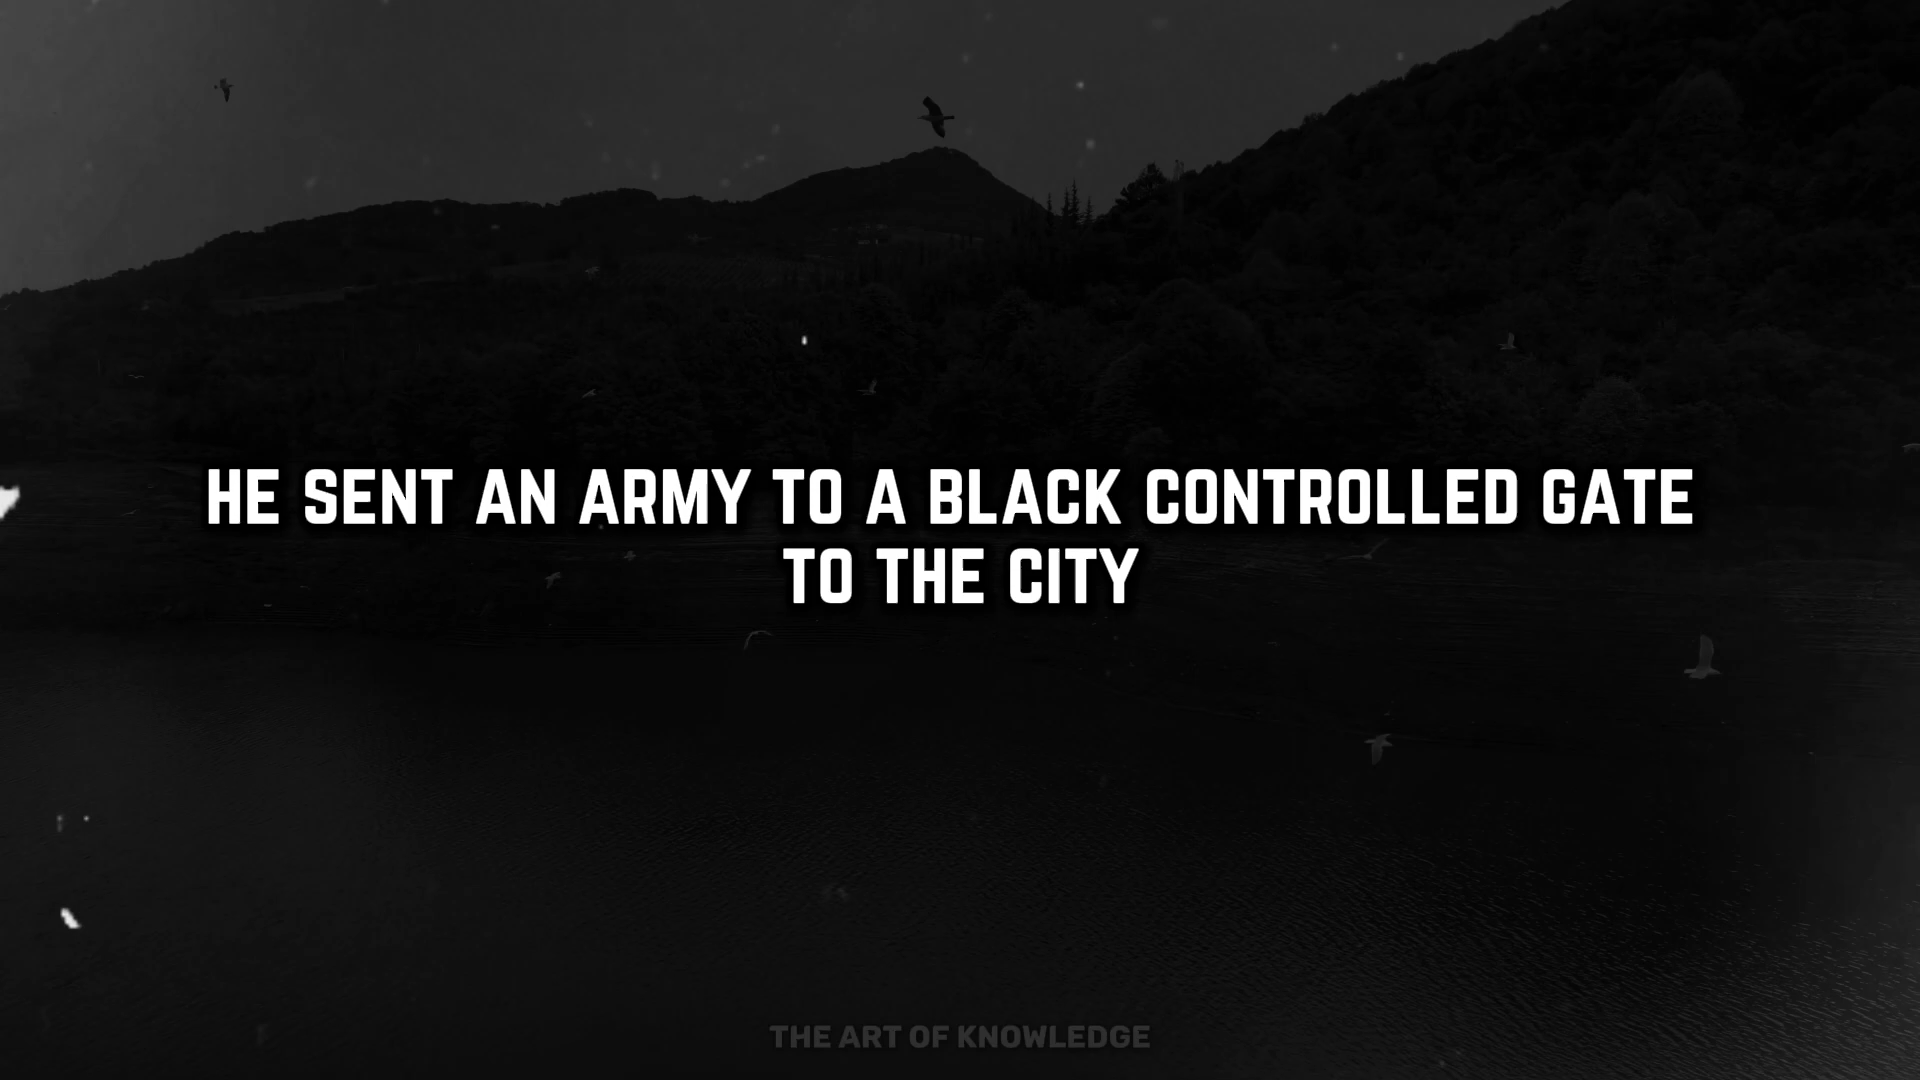 HE SENT AN ARMY TO A BLACK CONTROLLED GATE
TO THE CITY
THE ART OF KNOWLEDGE